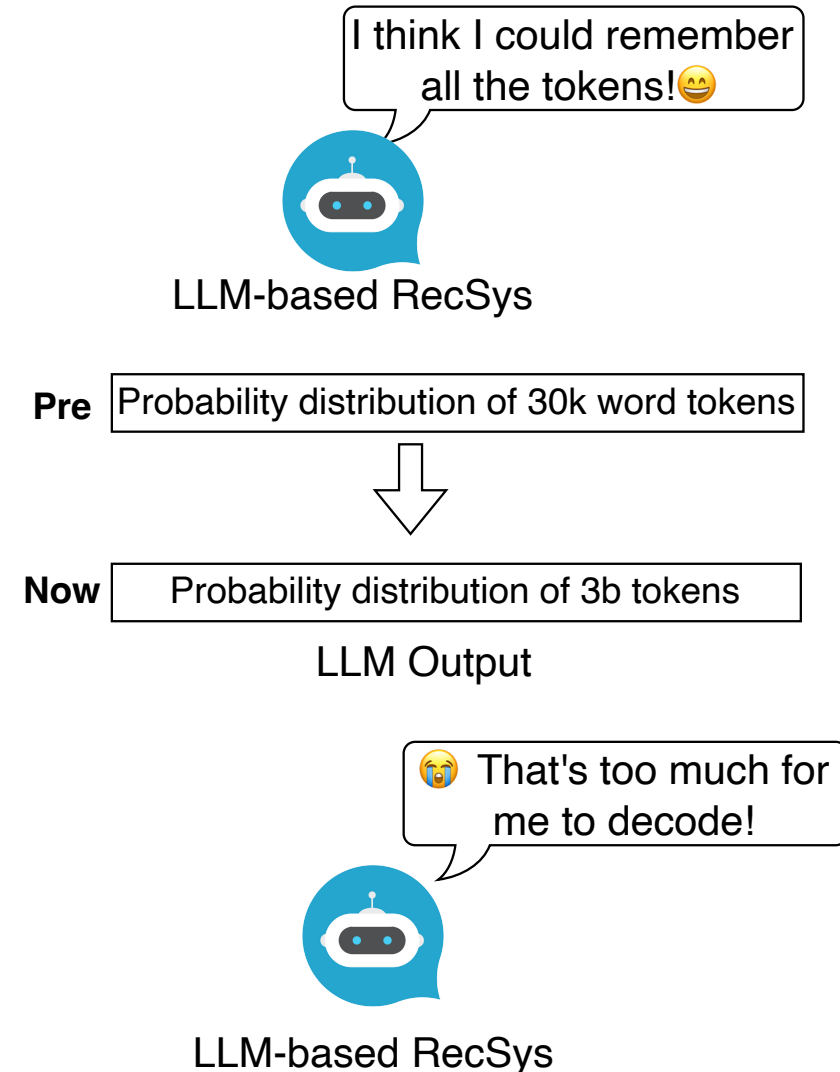 I think I could remember
all the tokens!😄
LLM-based RecSys
Pre Probability distribution of 30k word tokens
Now Probability distribution of 3b tokens
LLM Output
😭 That's too much for
me to decode!
LLM-based RecSys